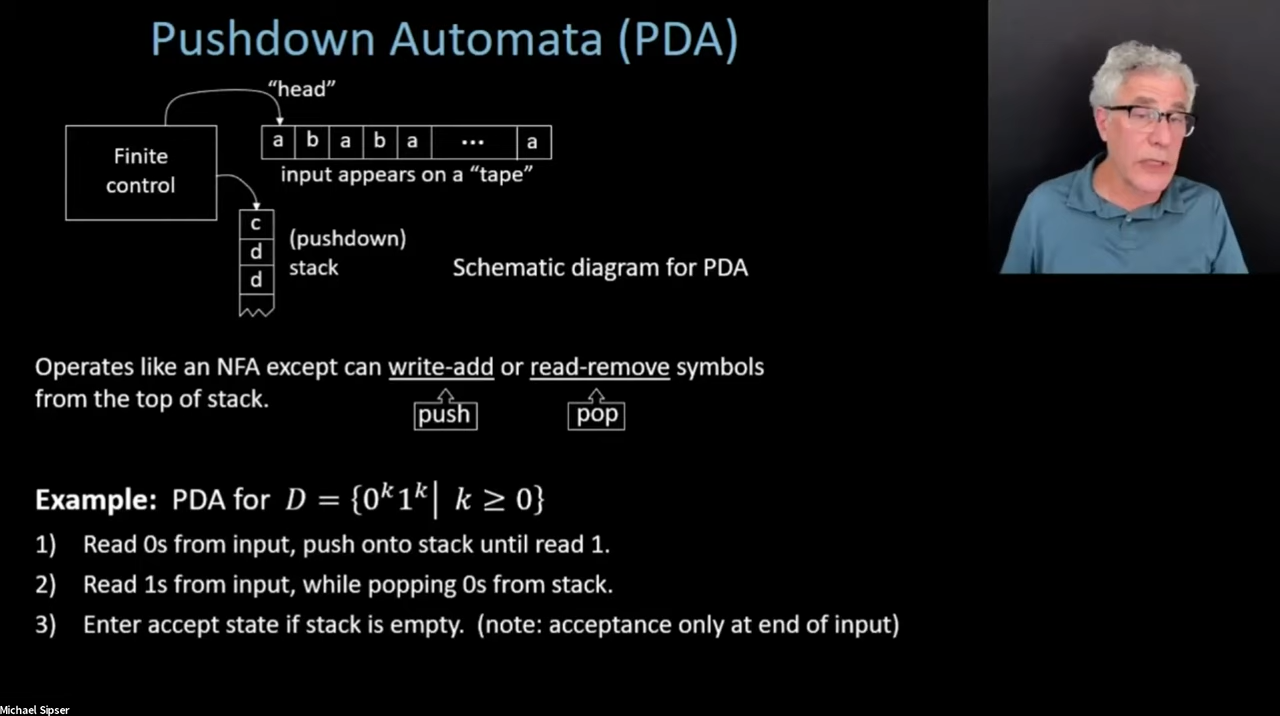 Pushdown Automata (PDA)
“head”
Finite
control
a b a b a ··· a
input appears on a “tape”
c
d
d
(pushdown)
stack
Schematic diagram for PDA
Operates like an NFA except can write-add or read-remove symbols
from the top of stack.
push
pop
Example: PDA for D = {0ᵏ1ᵏ| k ≥ 0}
1) Read 0s from input, push onto stack until read 1.
2) Read 1s from input, while popping 0s from stack.
3) Enter accept state if stack is empty. (note: acceptance only at end of input)
Michael Sipser